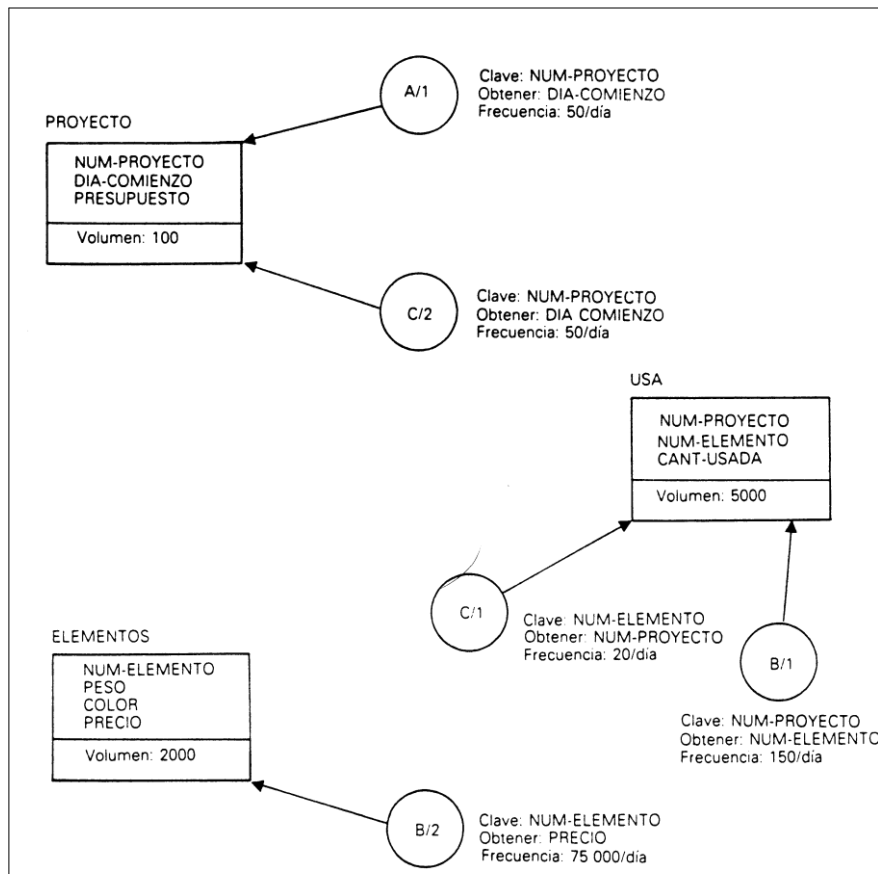 A/1
Clave: NUM-PROYECTO
Obtener: DIA-COMIENZO
Frecuencia: 50/día
PROYECTO
NUM-PROYECTO
DIA-COMIENZO
PRESUPUESTO
Volumen: 100
C/2
Clave: NUM-PROYECTO
Obtener: DIA COMIENZO
Frecuencia: 50/día
USA
NUM-PROYECTO
NUM-ELEMENTO
CANT-USADA
Volumen: 5000
C/1
Clave: NUM-ELEMENTO
Obtener: NUM-PROYECTO
Frecuencia: 20/día
B/1
Clave: NUM-PROYECTO
Obtener: NUM-ELEMENTO
Frecuencia: 150/día
ELEMENTOS
NUM-ELEMENTO
PESO
COLOR
PRECIO
Volumen: 2000
B/2
Clave: NUM-ELEMENTO
Obtener: PRECIO
Frecuencia: 75 000/día